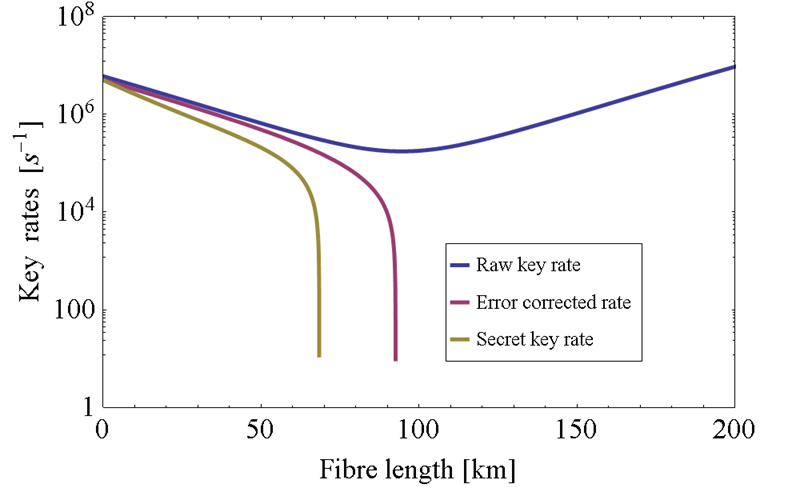 10^8
10^6
10^4
100
1
Key rates [s^{-1}]
Raw key rate
Error corrected rate
Secret key rate
0 50 100 150 200
Fibre length [km]